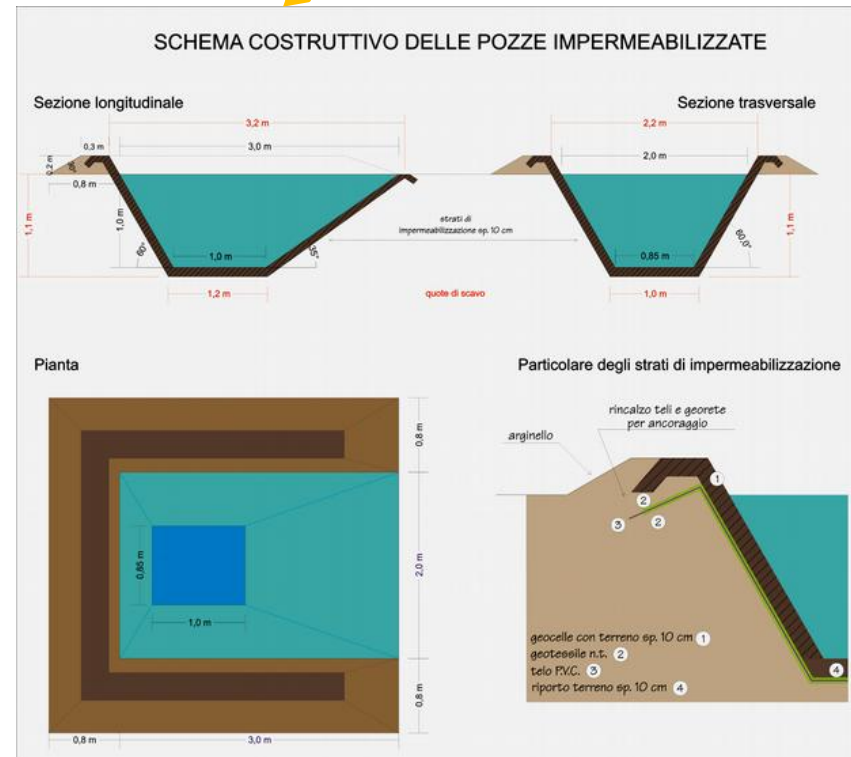 SCHEMA COSTRUTTIVO DELLE POZZE IMPERMEABILIZZATE
Sezione longitudinale
Sezione trasversale
3,2 m
3,0 m
0,3 m
0,2 m
0,8 m
1,1 m
1,0 m
60°
1,0 m
35°
1,2 m
strati di
impermeabilizzazione sp. 10 cm
quote di scavo
2,2 m
2,0 m
0,85 m
60,0°
1,1 m
1,0 m
Pianta
0,8 m
2,0 m
0,8 m
0,85 m
1,0 m
0,8 m
3,0 m
Particolare degli strati di impermeabilizzazione
rincalzo teli e georete
per ancoraggio
arginello
1
2
3
2
4
geocelle con terreno sp. 10 cm 1
geotessile n.t. 2
telo P.V.C. 3
riporto terreno sp. 10 cm 4